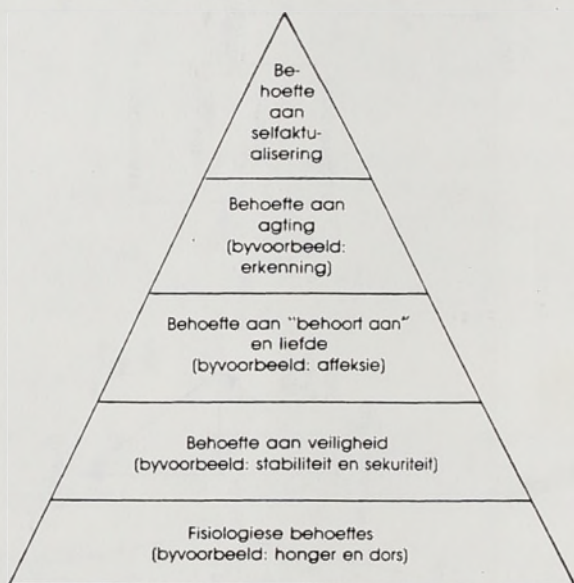 Be-
hoefte
aan
selfaktu-
alisering
Behoefte aan
agting
(byvoorbeeld:
erkenning)
Behoefte aan "behoort aan"
en liefde
(byvoorbeeld: affeksie)
Behoefte aan veiligheid
(byvoorbeeld: stabiliteit en sekuriteit)
Fisiologiese behoeftes
(byvoorbeeld: honger en dors)